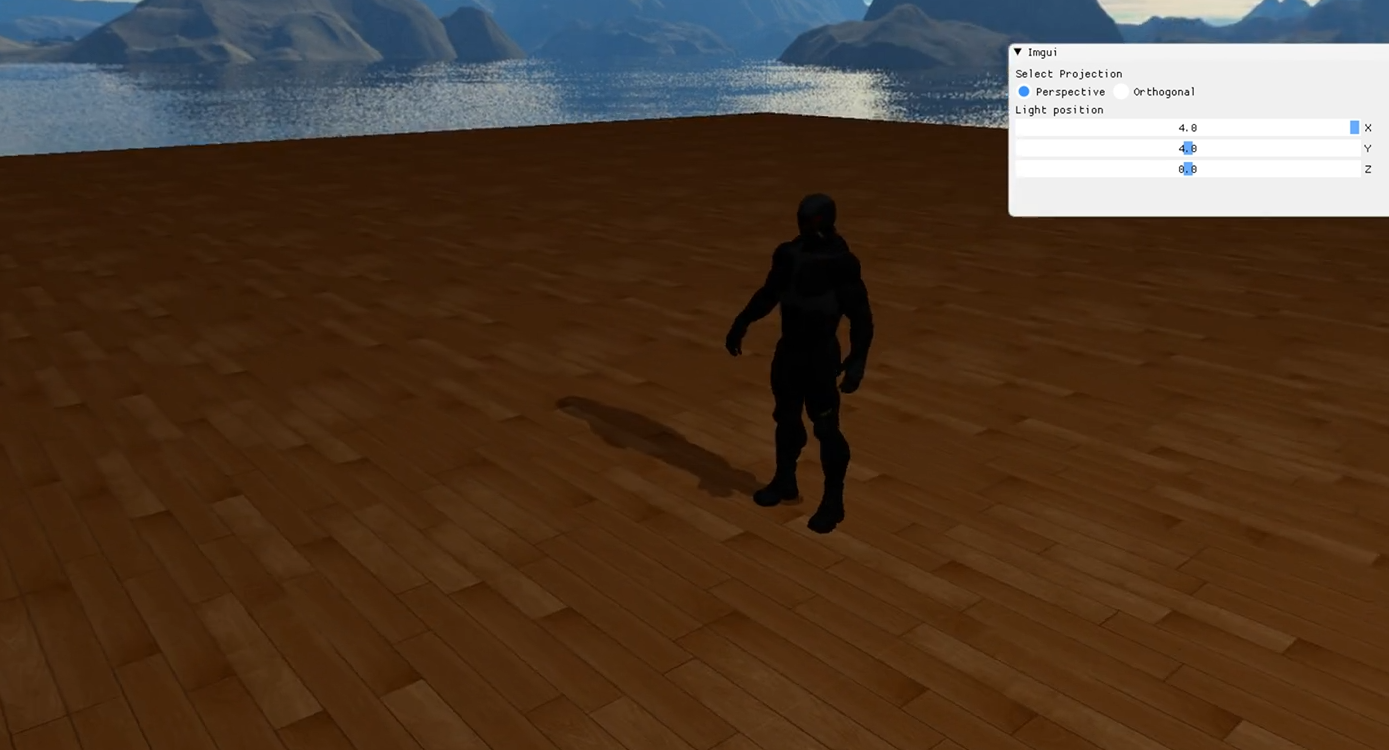 Imgui
Select Projection
Perspective Orthogonal
Light position
4.0 X
4.0 Y
0.0 Z